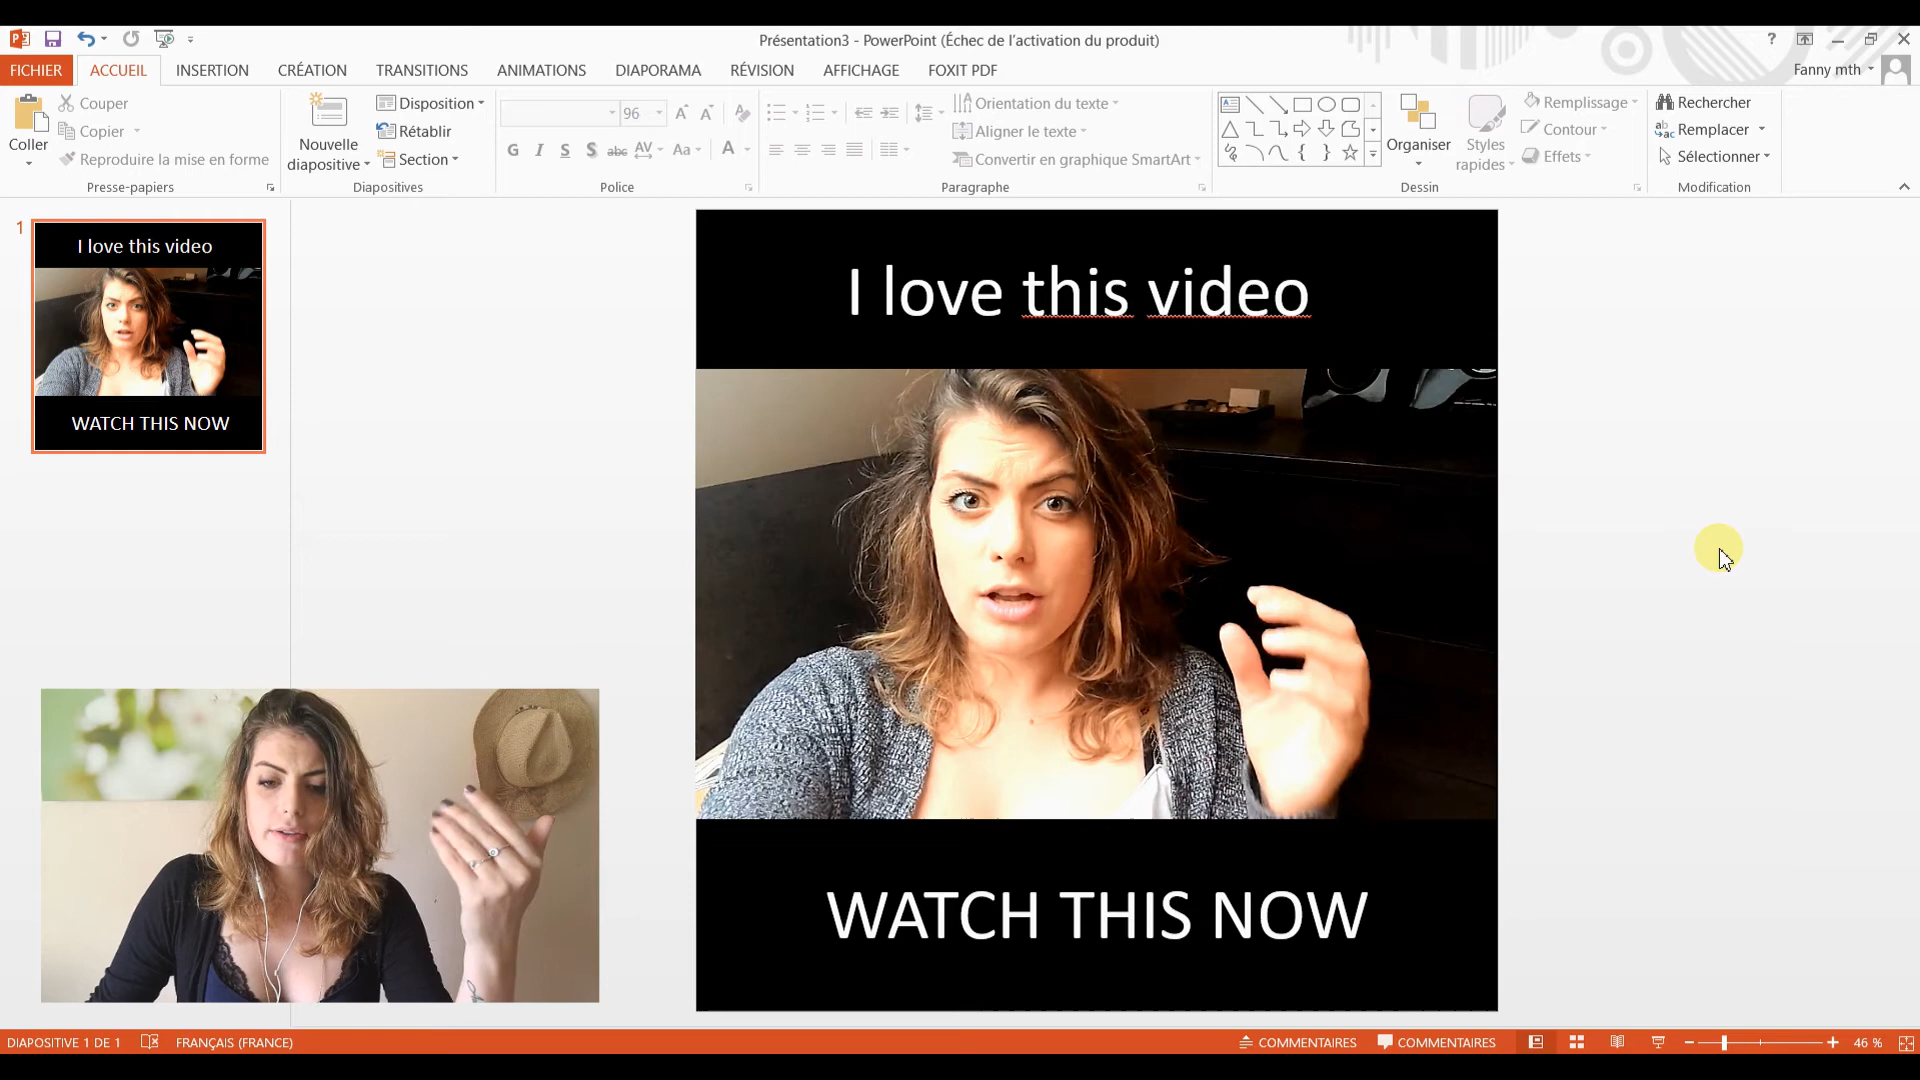 Présentation3 - PowerPoint (Échec de l'activation du produit)
FICHIER ACCUEIL INSERTION CRÉATION TRANSITIONS ANIMATIONS DIAPORAMA RÉVISION AFFICHAGE FOXIT PDF Fanny mth
Coller
Couper
Copier
Reproduire la mise en forme
Presse-papiers
Nouvelle
diapositive
Disposition
Rétablir
Section
Diapositives
96
G I S S abc AV Aa A
Police
Orientation du texte
Aligner le texte
Convertir en graphique SmartArt
Paragraphe
Organiser
Styles
rapides
Remplissage
Contour
Effets
Dessin
Rechercher
Remplacer
Sélectionner
Modification
1
I love this video
WATCH THIS NOW
I love this video
WATCH THIS NOW
DIAPOSITIVE 1 DE 1 FRANÇAIS (FRANCE) COMMENTAIRES COMMENTAIRES 46 %